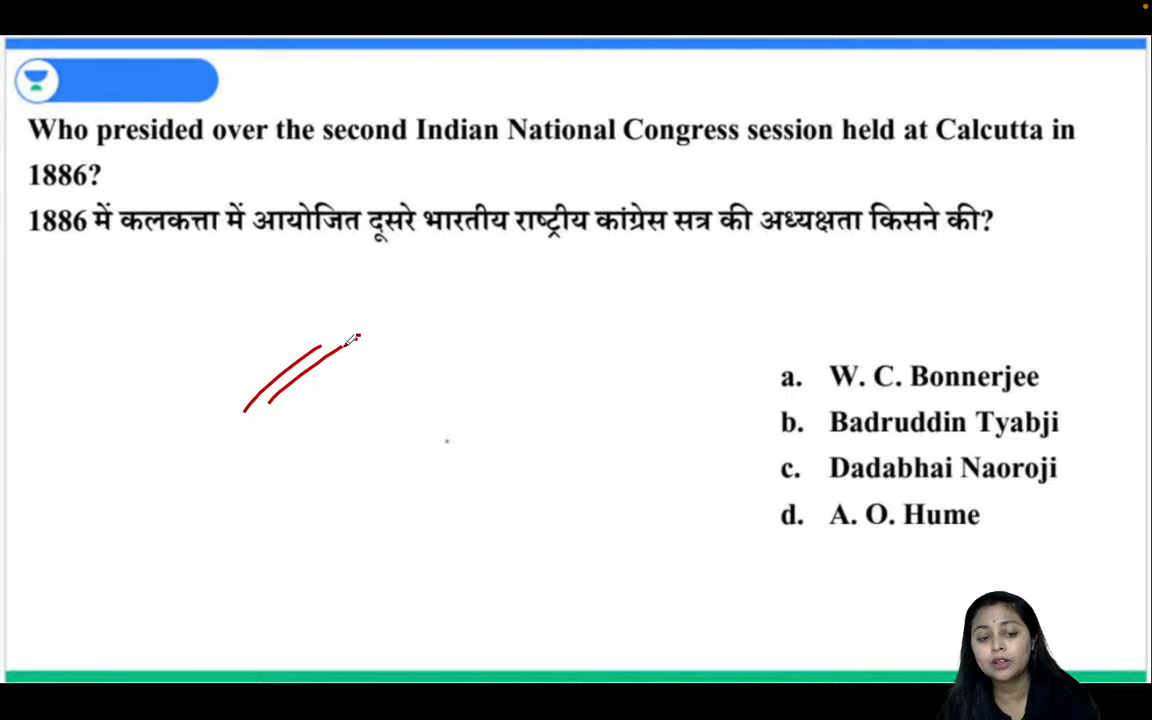 Who presided over the second Indian National Congress session held at Calcutta in
1886?
1886 में कलकत्ता में आयोजित दूसरे भारतीय राष्ट्रीय कांग्रेस सत्र की अध्यक्षता किसने की?
a. W. C. Bonnerjee
b. Badruddin Tyabji
c. Dadabhai Naoroji
d. A. O. Hume